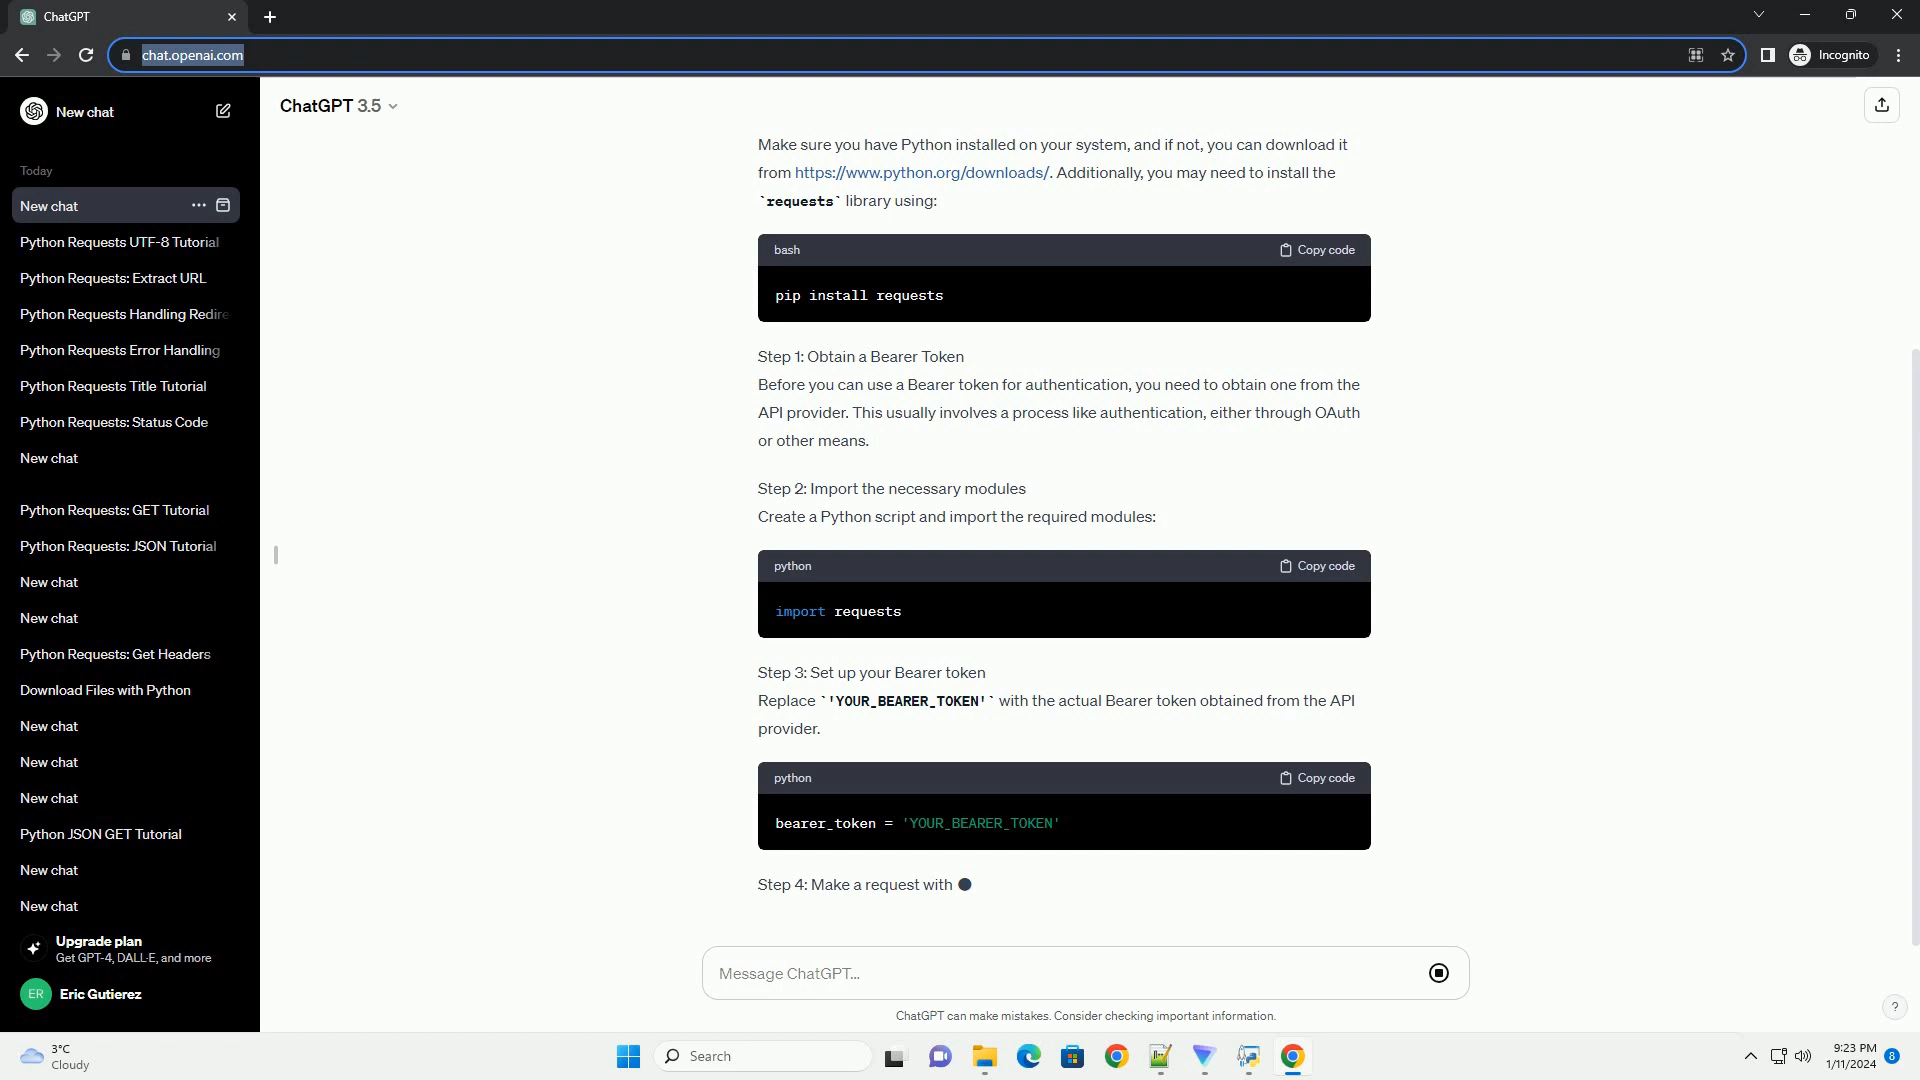 ChatGPT
chat.openai.com
Incognito
New chat
Today
New chat
Python Requests UTF-8 Tutorial
Python Requests: Extract URL
Python Requests Handling Redire
Python Requests Error Handling
Python Requests Title Tutorial
Python Requests: Status Code
New chat
Python Requests: GET Tutorial
Python Requests: JSON Tutorial
New chat
New chat
Python Requests: Get Headers
Download Files with Python
New chat
New chat
New chat
Python JSON GET Tutorial
New chat
New chat
Upgrade plan
Get GPT-4, DALL·E, and more
ER
Eric Gutierez
ChatGPT 3.5
Make sure you have Python installed on your system, and if not, you can download it
from https://www.python.org/downloads/. Additionally, you may need to install the
`requests` library using:
bash
Copy code
pip install requests
Step 1: Obtain a Bearer Token
Before you can use a Bearer token for authentication, you need to obtain one from the
API provider. This usually involves a process like authentication, either through OAuth
or other means.
Step 2: Import the necessary modules
Create a Python script and import the required modules:
python
Copy code
import requests
Step 3: Set up your Bearer token
Replace `'YOUR_BEARER_TOKEN'` with the actual Bearer token obtained from the API
provider.
python
Copy code
bearer_token = 'YOUR_BEARER_TOKEN'
Step 4: Make a request with
Message ChatGPT...
ChatGPT can make mistakes. Consider checking important information.
?
3°C
Cloudy
Search
9:23 PM
1/11/2024
8